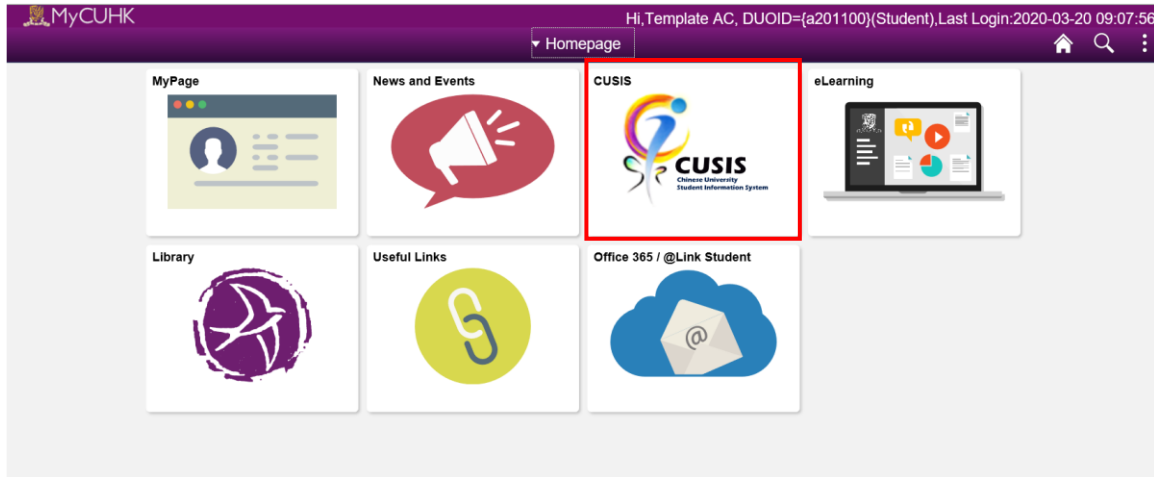 MyCUHK
Hi,Template AC, DUOID={a201100}(Student),Last Login:2020-03-20 09:07:56
▾ Homepage
MyPage
News and Events
CUSIS
eLearning
CUSIS
Chinese University
Student Information System
Library
Useful Links
Office 365 / @Link Student
@